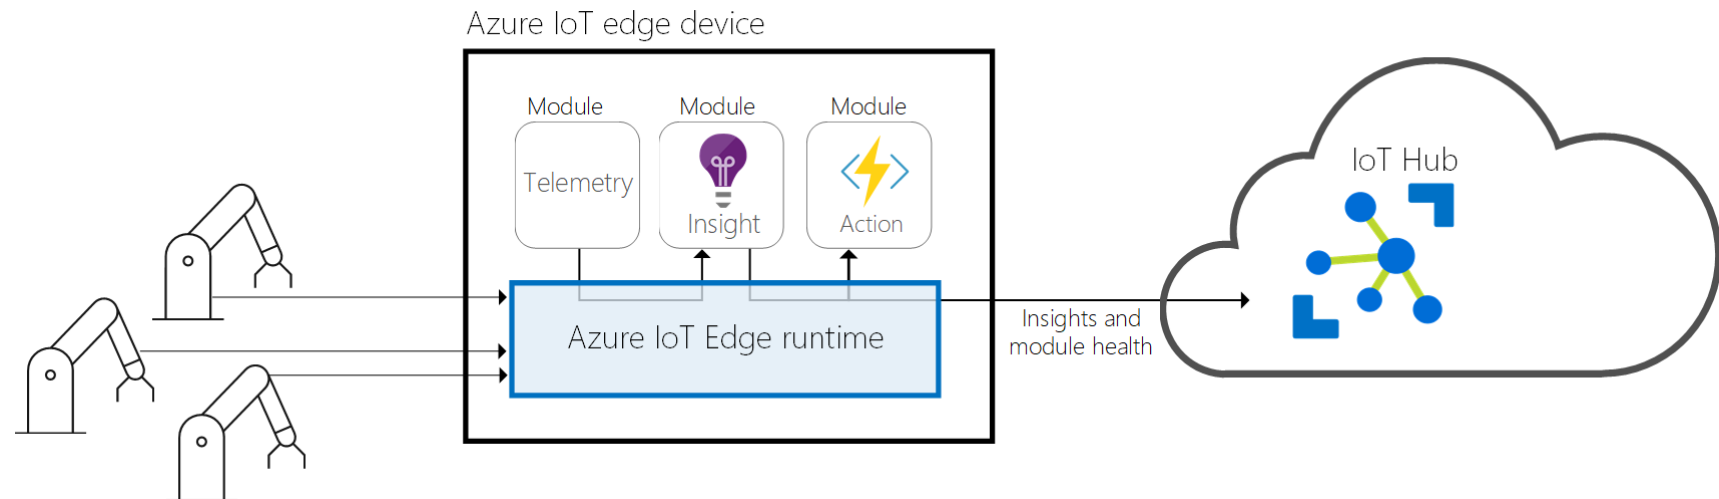 Azure IoT edge device
Module
Module
Module
Telemetry
Insight
Action
Azure IoT Edge runtime
Insights and
module health
IoT Hub